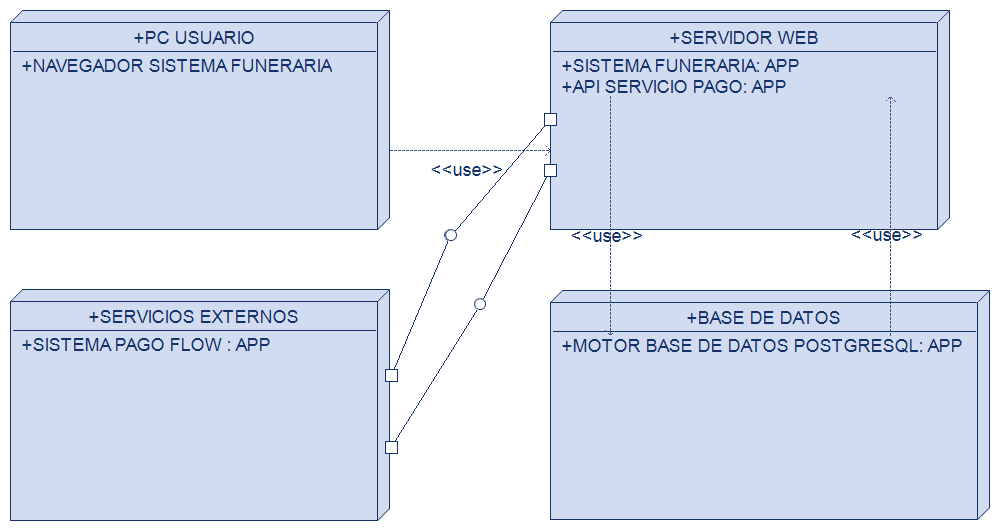 +PC USUARIO
+NAVEGADOR SISTEMA FUNERARIA
+SERVIDOR WEB
+SISTEMA FUNERARIA: APP
+API SERVICIO PAGO: APP
<<use>>
<<use>>
<<use>>
+SERVICIOS EXTERNOS
+SISTEMA PAGO FLOW : APP
+BASE DE DATOS
+MOTOR BASE DE DATOS POSTGRESQL: APP